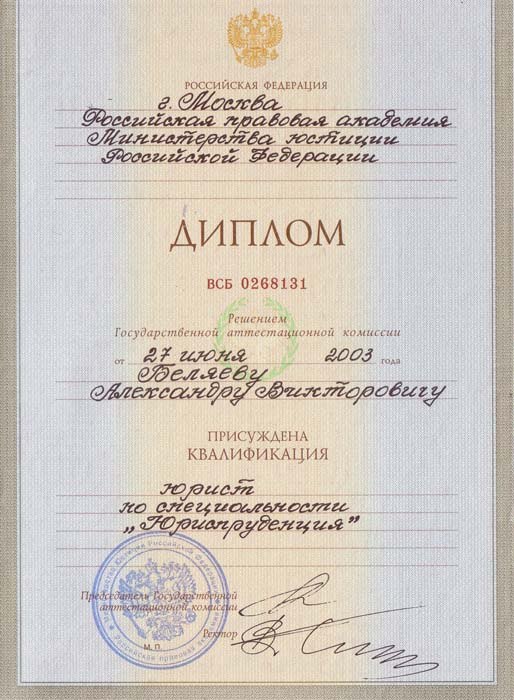 РОССИЙСКАЯ ФЕДЕРАЦИЯ
г. Москва
Российская правовая академия
Министерства юстиции
Российской Федерации
ДИПЛОМ
ВСБ 0268131
Решением
Государственной аттестационной комиссии
от 27 июня 2003 года
Беляеву
Александру Викторовичу
ПРИСУЖДЕНА
КВАЛИФИКАЦИЯ
юрист
по специальности
„Юриспруденция"
Председатель Государственной
аттестационной комиссии
Ректор
М. П.